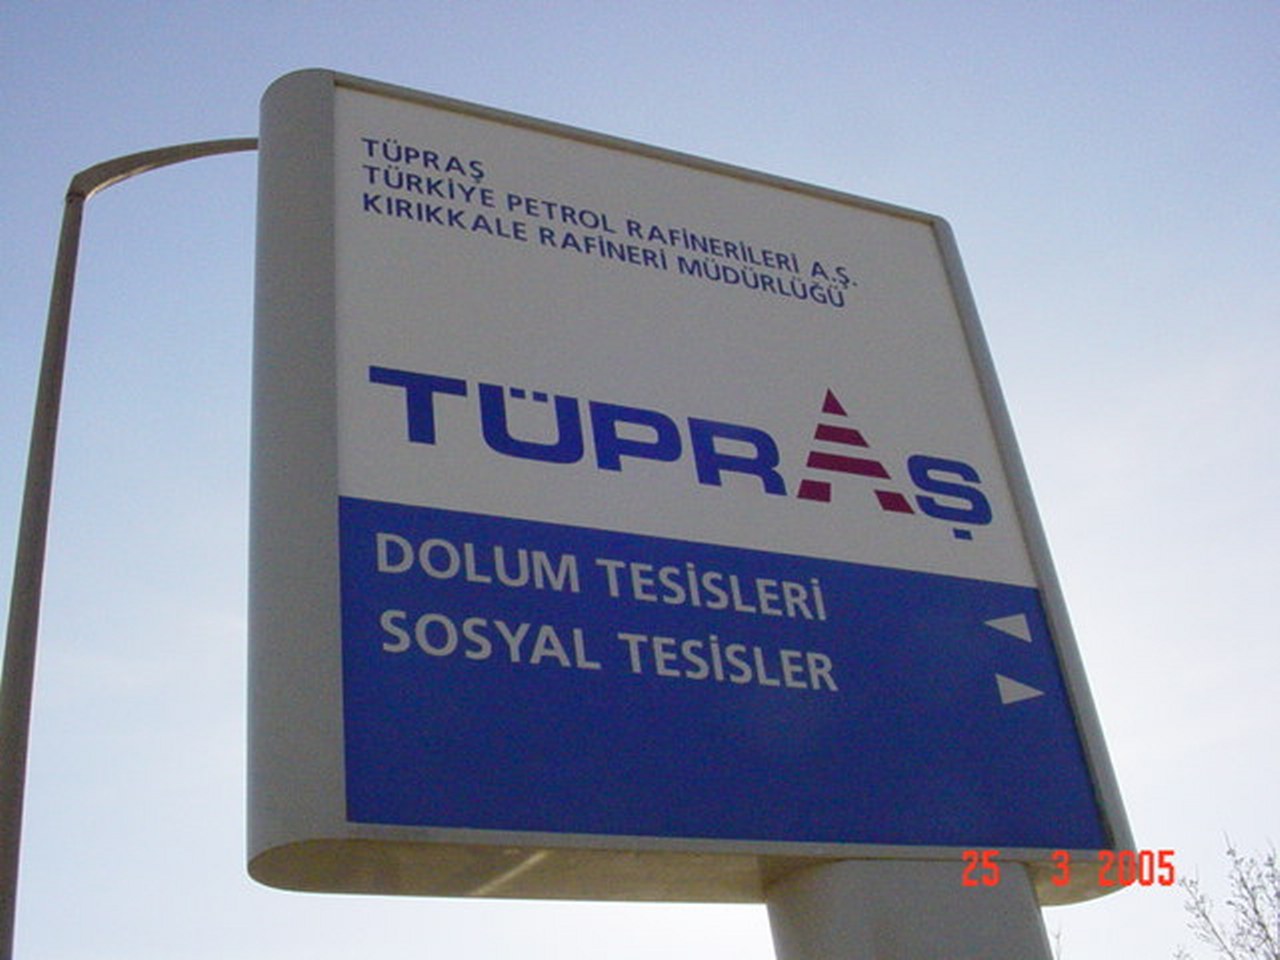 TÜPRAŞ
TÜRKİYE PETROL RAFİNERİLERİ A.Ş.
KIRIKKALE RAFİNERİ MÜDÜRLÜĞÜ
TÜPRAŞ
DOLUM TESİSLERİ
SOSYAL TESİSLER
25 3 2005